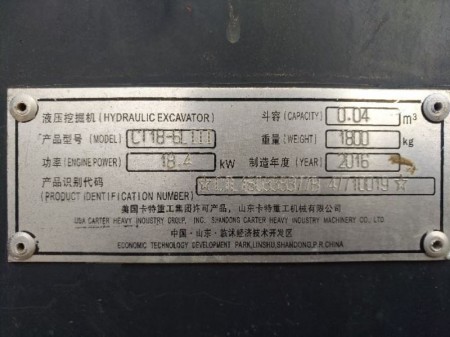 液压挖掘机(HYDRAULIC EXCAVATOR) 斗容(CAPACITY) 0.04 m³
产品型号(MODEL) 重量(WEIGHT) 1800 kg
功率(ENGINE POWER) 18.4 kW 制造年度(YEAR) 2016
产品识别代码
(PRODUCT IDENTIFICATION NUMBER)
美国卡特重工集团许可产品，山东卡特重工机械有限公司
USA CARTER HEAVY INDUSTRY GROUP, INC. SHANDONG CARTER HEAVY INDUSTRY MACHINERY CO., LTD
中国·山东·临沭经济技术开发区
ECONOMIC TECHNOLOGY DEVELOPMENT PARK,LINSHU,SHANDONG,P.R.CHINA